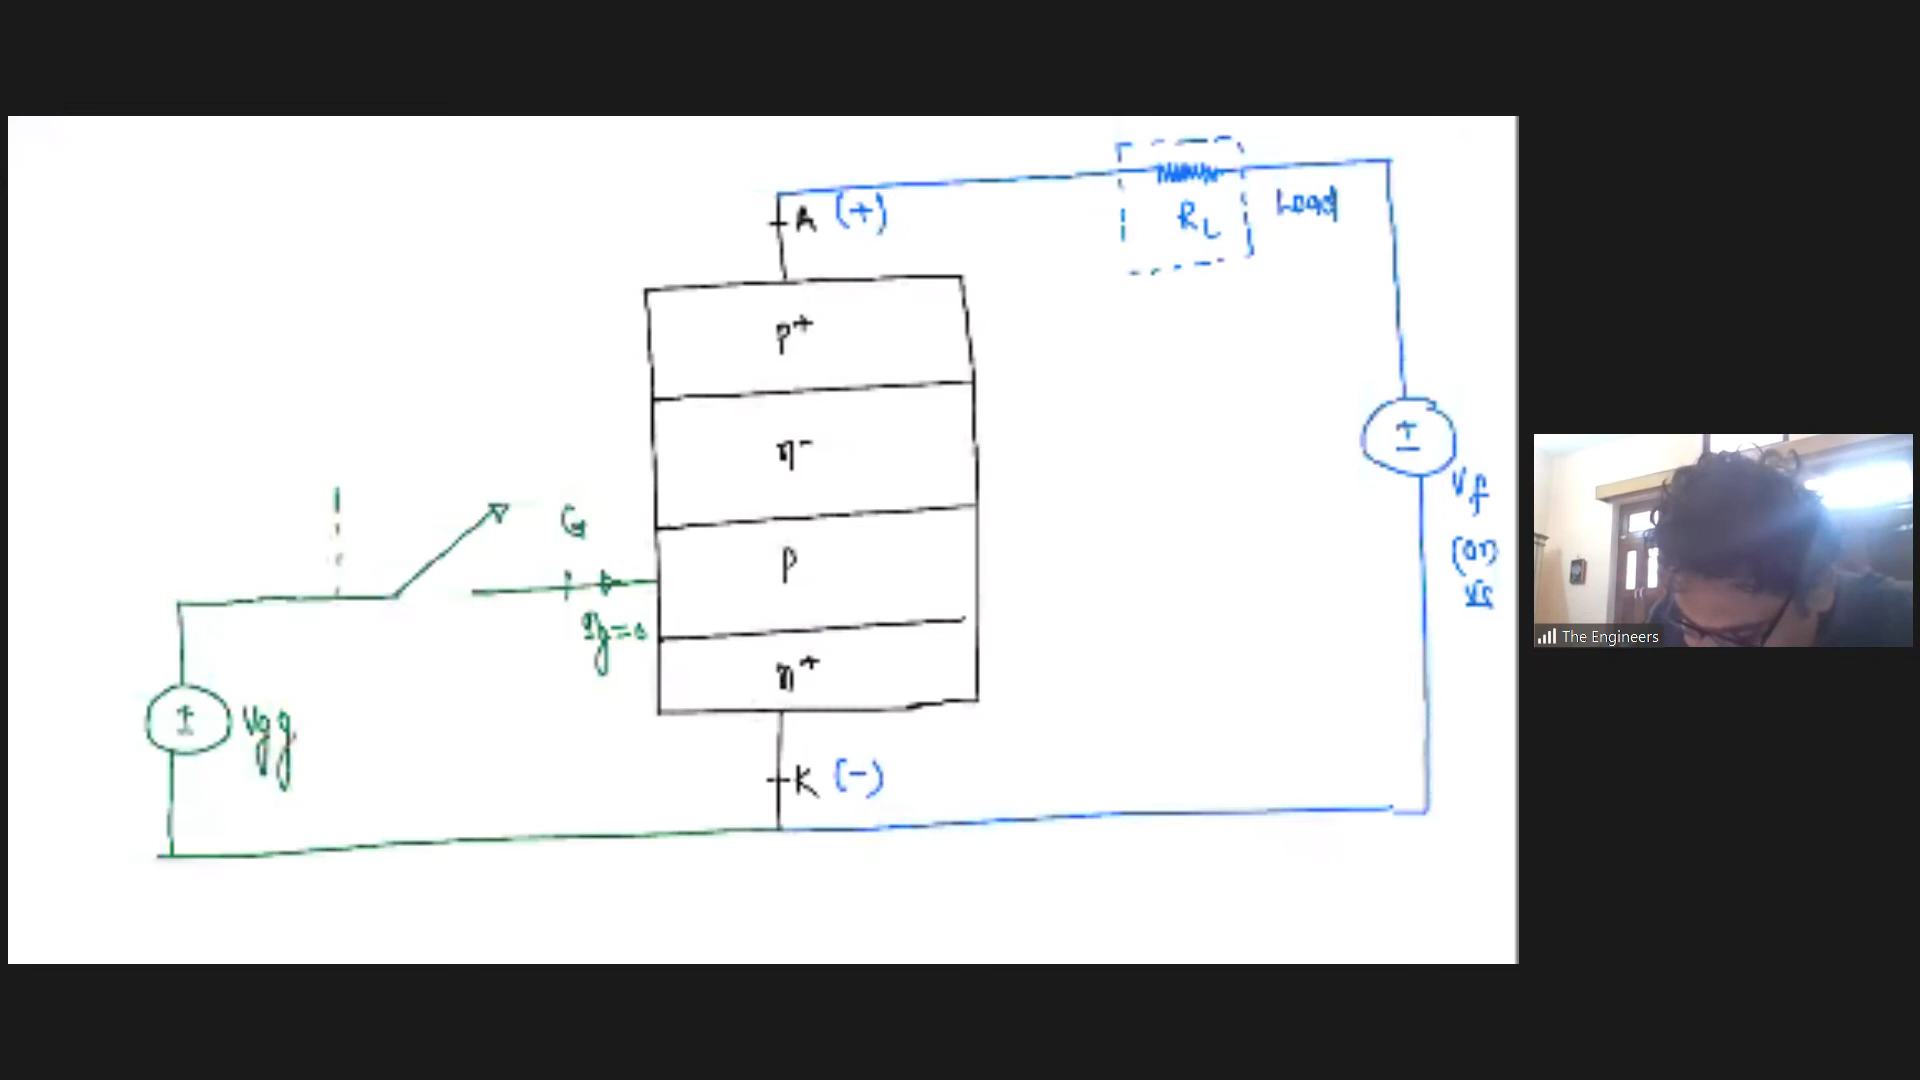 A (+)
RL
Load
p+
n-
G
p
Ig=0
n+
Vgg
K (-)
±
Vf
(or)
Vs
±
The Engineers